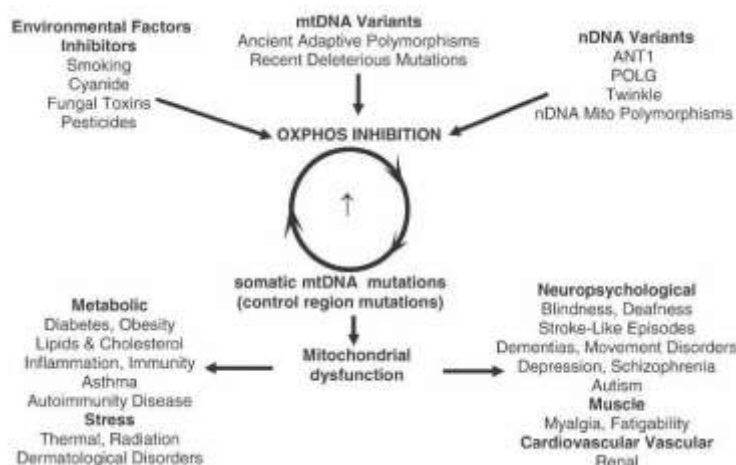 Environmental Factors
Inhibitors
Smoking
Cyanide
Fungal Toxins
Pesticides
mtDNA Variants
Ancient Adaptive Polymorphisms
Recent Deleterious Mutations
nDNA Variants
ANT1
POLG
Twinkle
nDNA Mito Polymorphisms
OXPHOS INHIBITION
↑
somatic mtDNA mutations
(control region mutations)
Mitochondrial
dysfunction
Metabolic
Diabetes, Obesity
Lipids & Cholesterol
Inflammation, Immunity
Asthma
Autoimmunity Disease
Stress
Thermal, Radiation
Dermatological Disorders
Neuropsychological
Blindness, Deafness
Stroke-Like Episodes
Dementias, Movement Disorders
Depression, Schizophrenia
Autism
Muscle
Myalgia, Fatigability
Cardiovascular Vascular
Renal